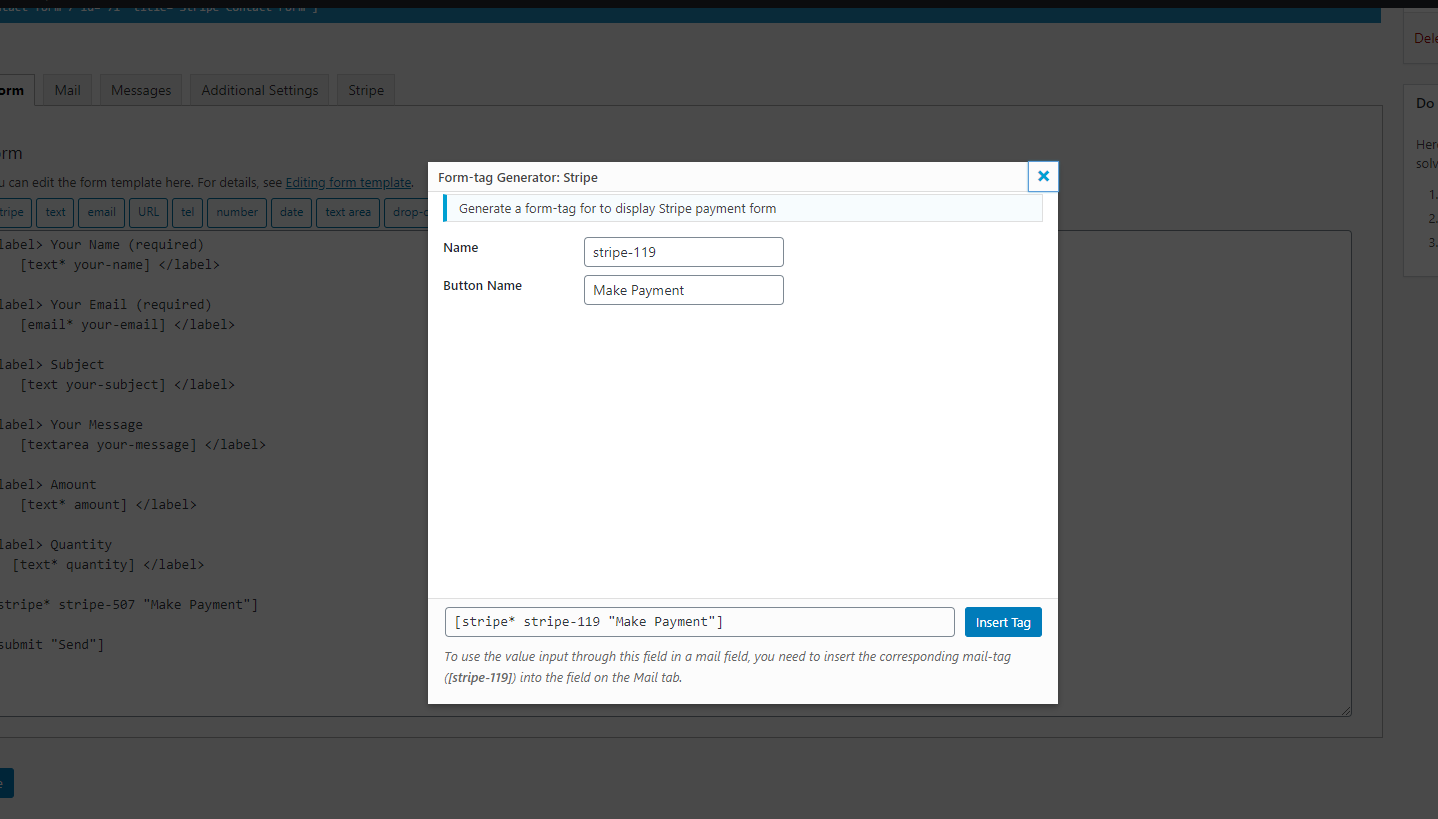 Dele
orm
Mail
Messages
Additional Settings
Stripe
Do
rm
u can edit the form template here. For details, see Editing form template.
Here
solv
tripe
text
email
URL
tel
number
date
text area
drop-d
1.
2.
3.
label> Your Name (required)
[text* your-name] </label>
label> Your Email (required)
[email* your-email] </label>
label> Subject
[text your-subject] </label>
label> Your Message
[textarea your-message] </label>
label> Amount
[text* amount] </label>
label> Quantity
[text* quantity] </label>
stripe* stripe-507 "Make Payment"]
submit "Send"]
Form-tag Generator: Stripe
Generate a form-tag for to display Stripe payment form
Name
stripe-119
Button Name
Make Payment
[stripe* stripe-119 "Make Payment"]
Insert Tag
To use the value input through this field in a mail field, you need to insert the corresponding mail-tag
([stripe-119]) into the field on the Mail tab.